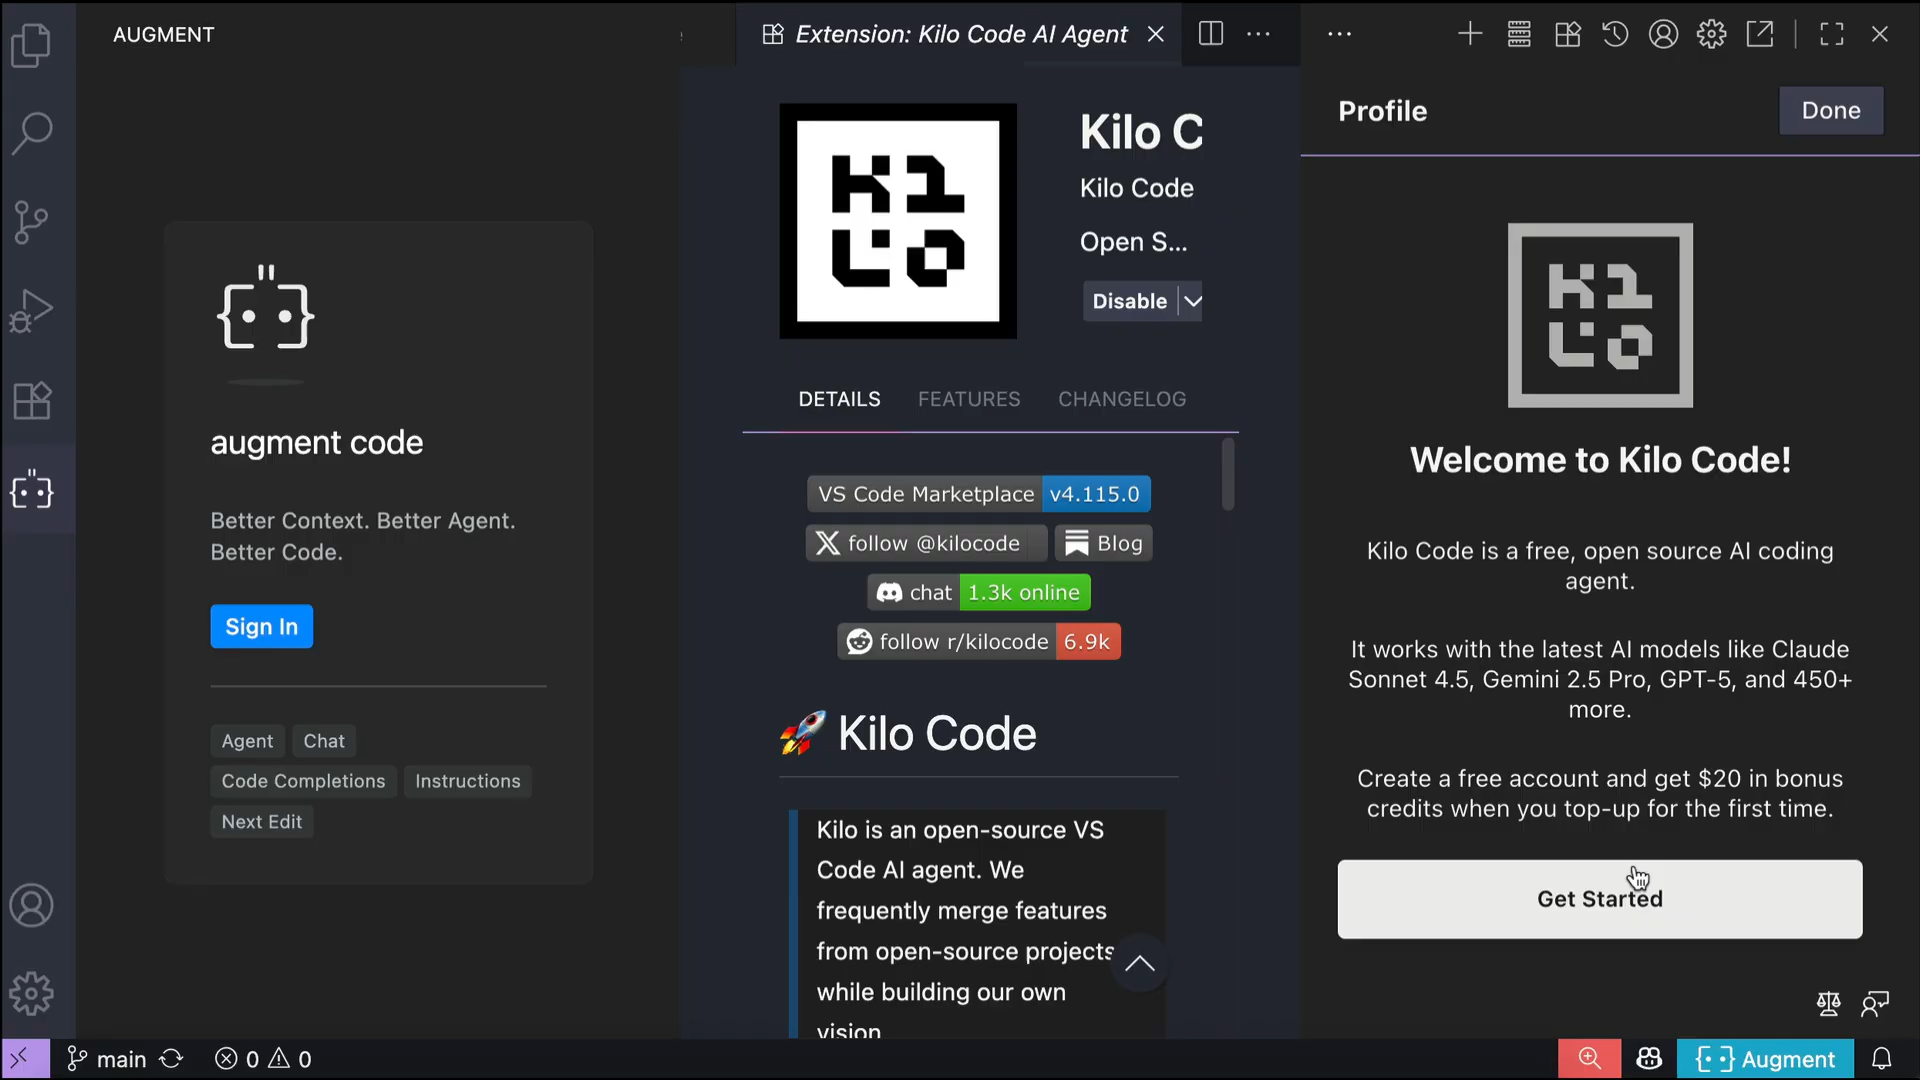 AUGMENT
augment code
Better Context. Better Agent.
Better Code.
Sign In
Agent
Chat
Code Completions
Instructions
Next Edit
Extension: Kilo Code AI Agent
K1LO
Kilo C
Kilo Code
Open S...
Disable
DETAILS
FEATURES
CHANGELOG
VS Code Marketplace v4.115.0
follow @kilocode
Blog
chat 1.3k online
follow r/kilocode 6.9k
Kilo Code
Kilo is an open-source VS
Code AI agent. We
frequently merge features
from open-source projects
while building our own
vision
Profile
Done
K1LO
Welcome to Kilo Code!
Kilo Code is a free, open source AI coding
agent.
It works with the latest AI models like Claude
Sonnet 4.5, Gemini 2.5 Pro, GPT-5, and 450+
more.
Create a free account and get $20 in bonus
credits when you top-up for the first time.
Get Started
main
0
0
Augment